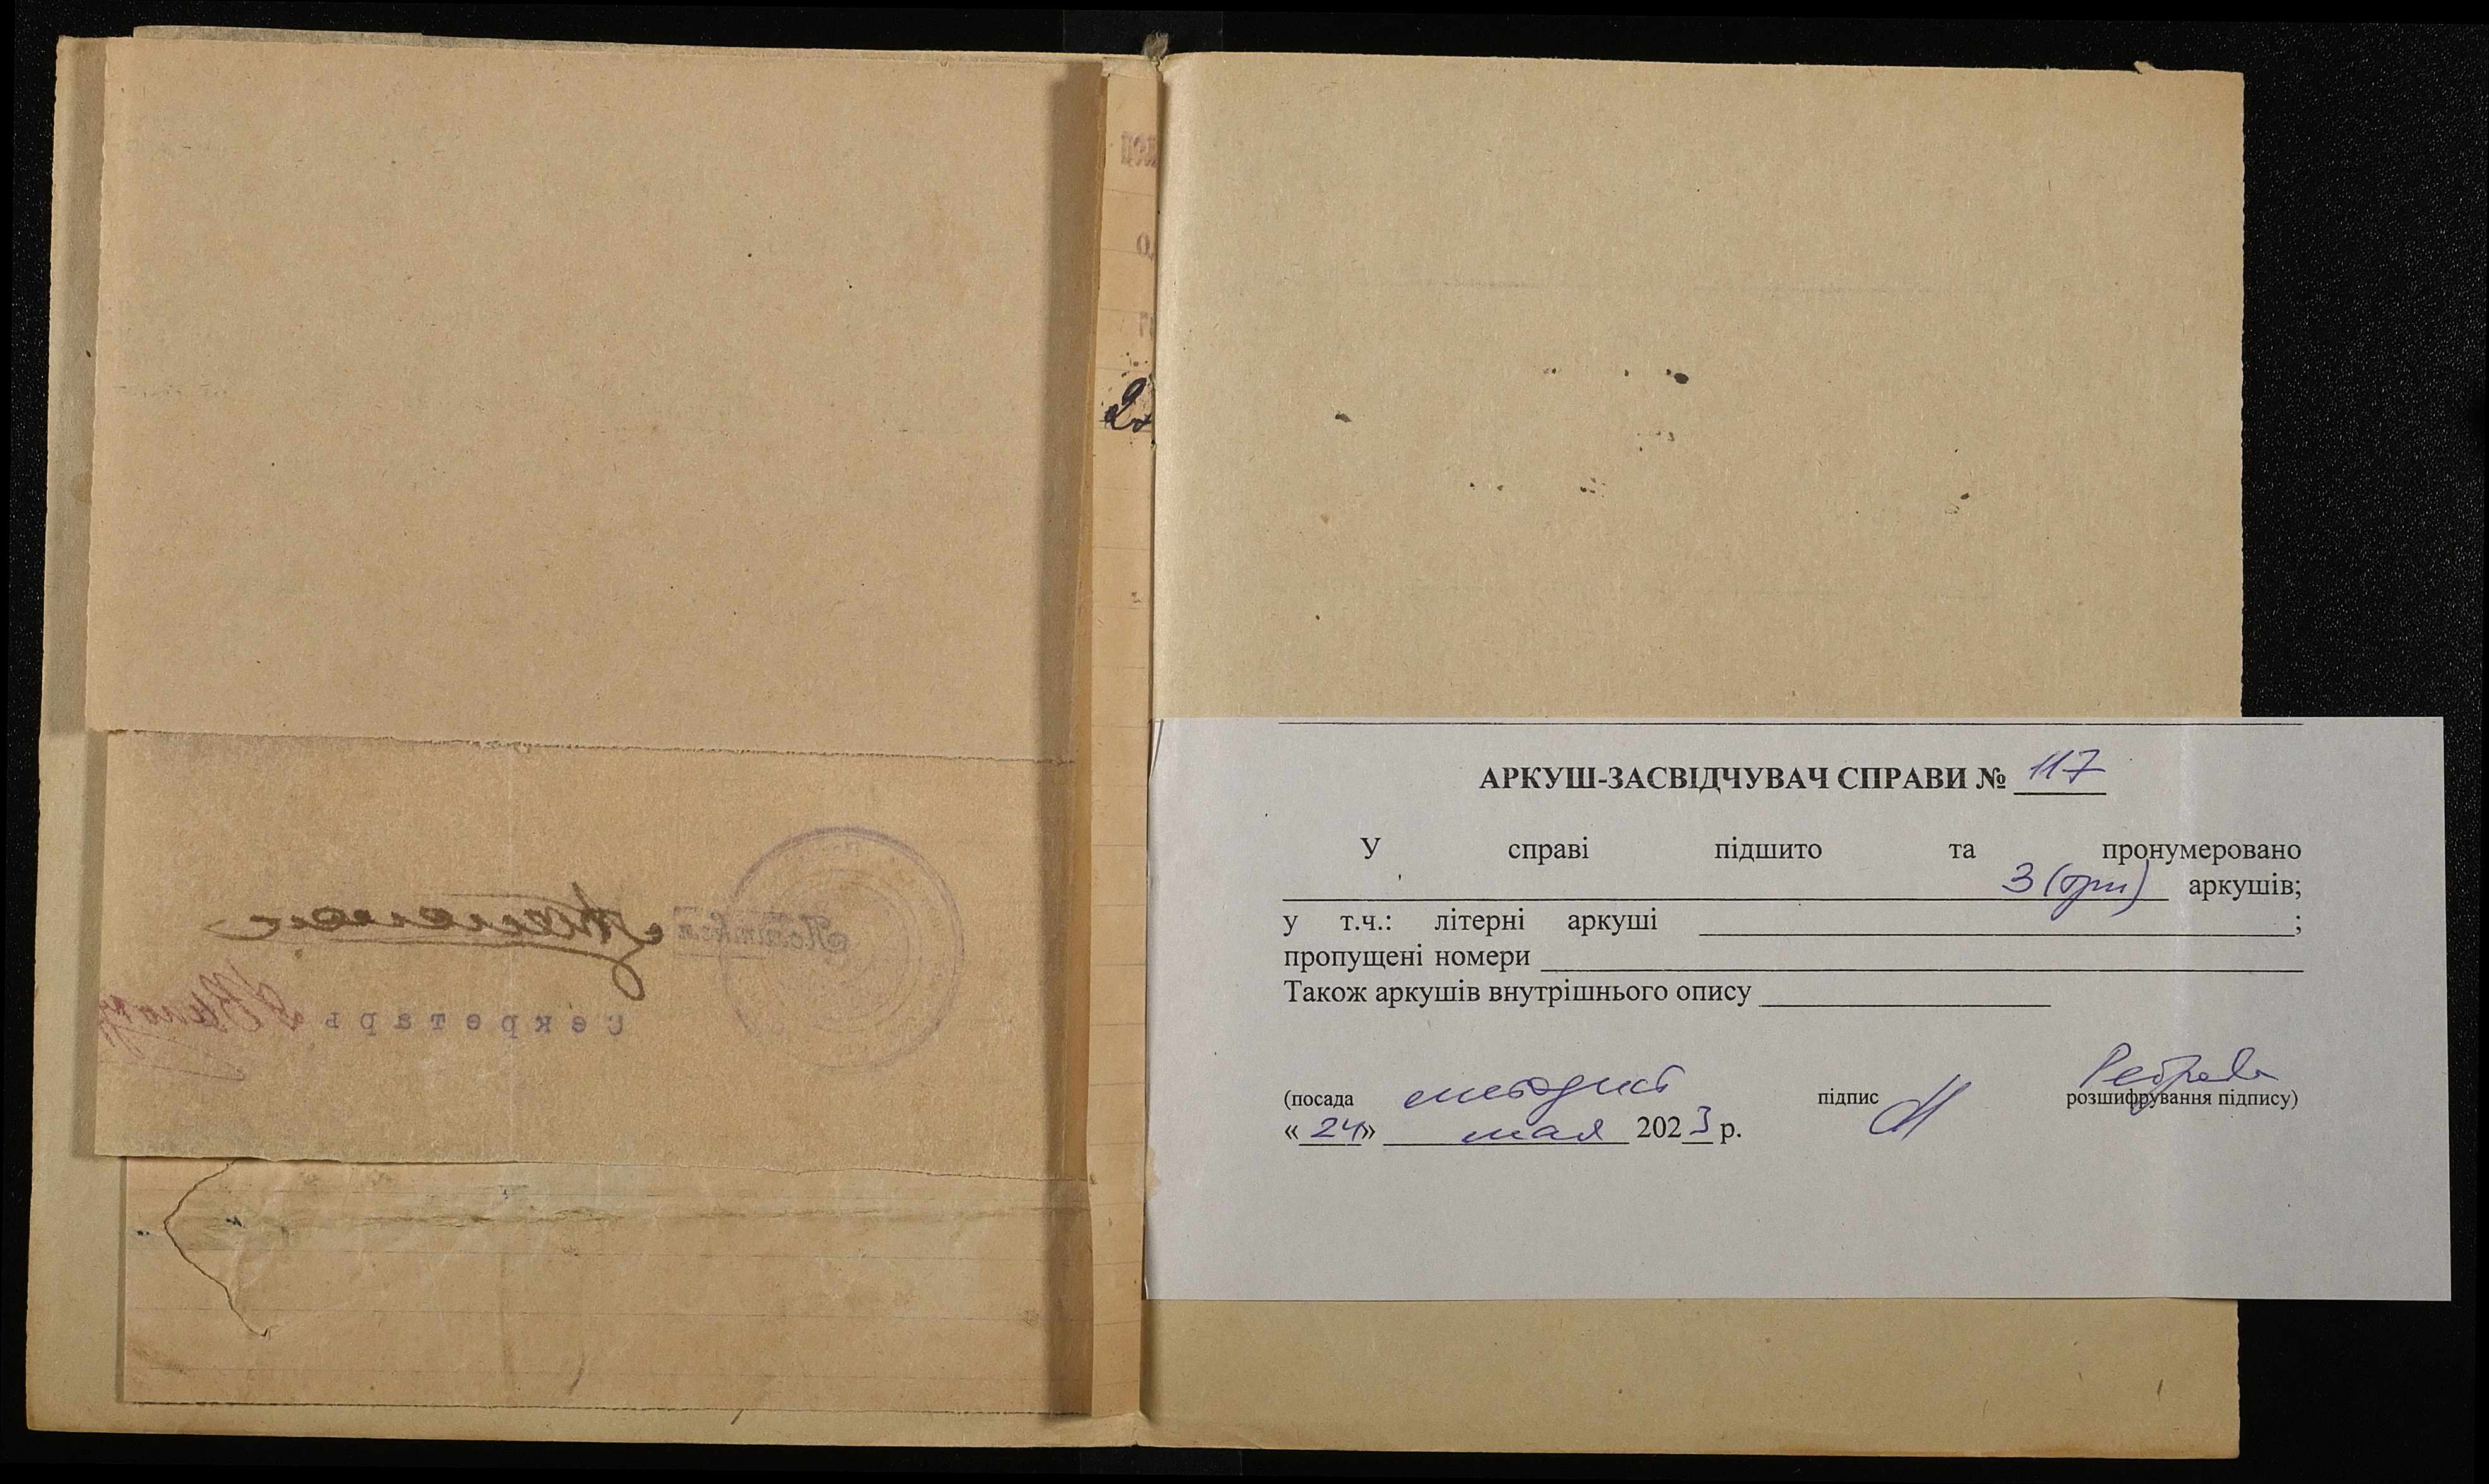 Секретарь
АРКУШ-ЗАСВІДЧУВАЧ СПРАВИ № 117
У справі підшито та пронумеровано
3 (три) аркушів;
у т.ч.: літерні аркуші ;
пропущені номери
Також аркушів внутрішнього опису
(посада методист підпис розшифрування підпису)
«24» мая 2023 р.